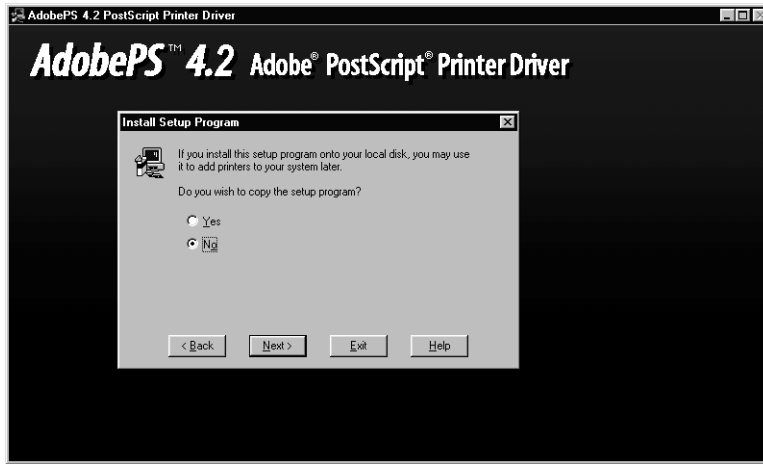 AdobePS 4.2 PostScript Printer Driver
AdobePS™ 4.2 Adobe® PostScript® Printer Driver
Install Setup Program
If you install this setup program onto your local disk, you may use
it to add printers to your system later.
Do you wish to copy the setup program?
Yes
No
< Back Next > Exit Help